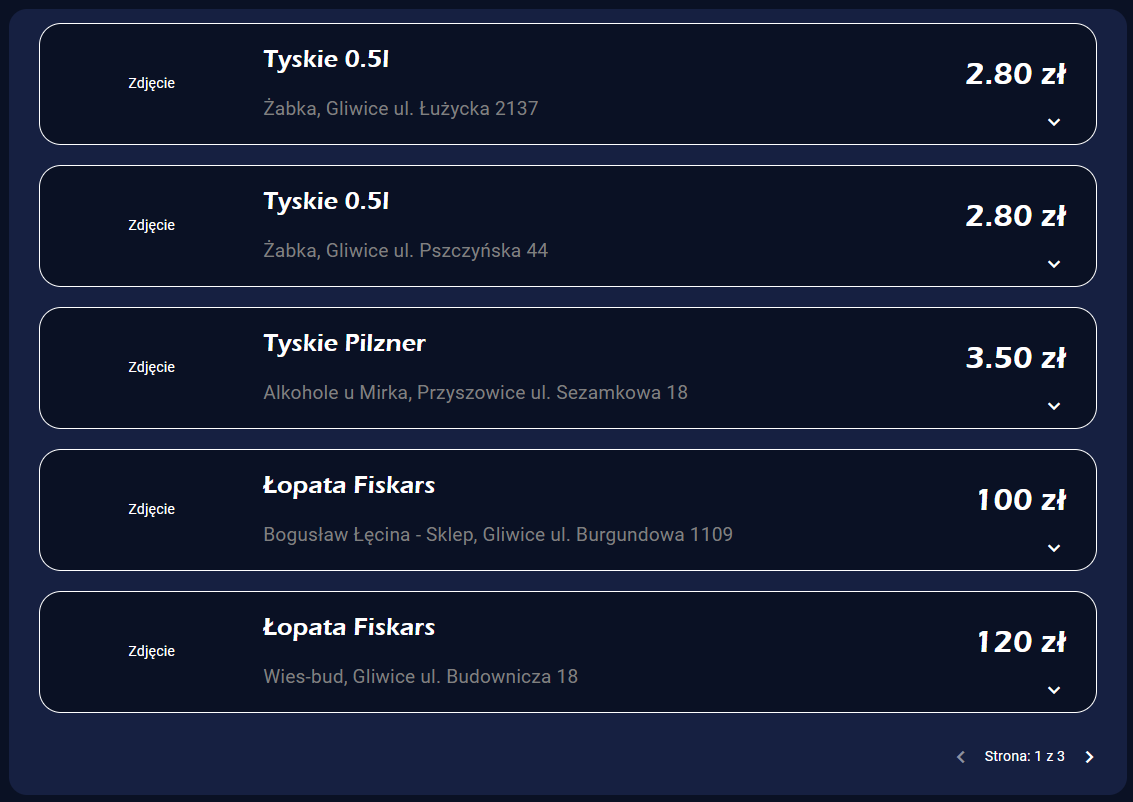 Tyskie 0.5l
Zdjęcie
2.80 zł
Żabka, Gliwice ul. Łużycka 2137
Tyskie 0.5l
Zdjęcie
2.80 zł
Żabka, Gliwice ul. Pszczyńska 44
Tyskie Pilzner
Zdjęcie
3.50 zł
Alkohole u Mirka, Przyszowice ul. Sezamkowa 18
Łopata Fiskars
Zdjęcie
100 zł
Bogusław Łęcina - Sklep, Gliwice ul. Burgundowa 1109
Łopata Fiskars
Zdjęcie
120 zł
Wies-bud, Gliwice ul. Budownicza 18
Strona: 1 z 3